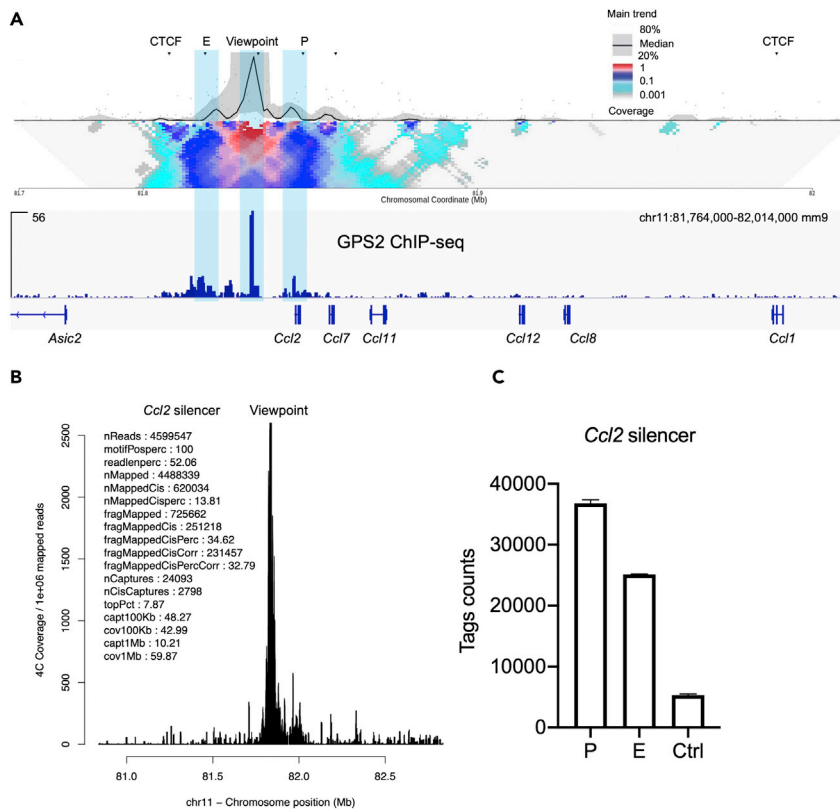 A
CTCF E Viewpoint P CTCF
Main trend
80%
Median
20%
1
0.1
0.001
Coverage
81.7 81.8 81.9 82
Chromosomal Coordinate (Mb)
56
GPS2 ChIP-seq
chr11:81,764,000-82,014,000 mm9
Asic2 Ccl2 Ccl7 Ccl11 Ccl12 Ccl8 Ccl1
B
Ccl2 silencer Viewpoint
nReads : 4599547
motifPosperc : 100
readlenperc : 52.06
nMapped : 4488339
nMappedCis : 620034
nMappedCisperc : 13.81
fragMapped : 725662
fragMappedCis : 251218
fragMappedCisPerc : 34.62
fragMappedCisCorr : 231457
fragMappedCisPercCorr : 32.79
nCaptures : 24093
nCisCaptures : 2798
topPct : 7.87
capt100Kb : 48.27
cov100Kb : 42.99
capt1Mb : 10.21
cov1Mb : 59.87
4C Coverage / 1e+06 mapped reads
2500
2000
1500
1000
500
0
81.0 81.5 82.0 82.5
chr11 – Chromosome position (Mb)
C
Ccl2 silencer
Tags counts
40000
30000
20000
10000
0
P E Ctrl